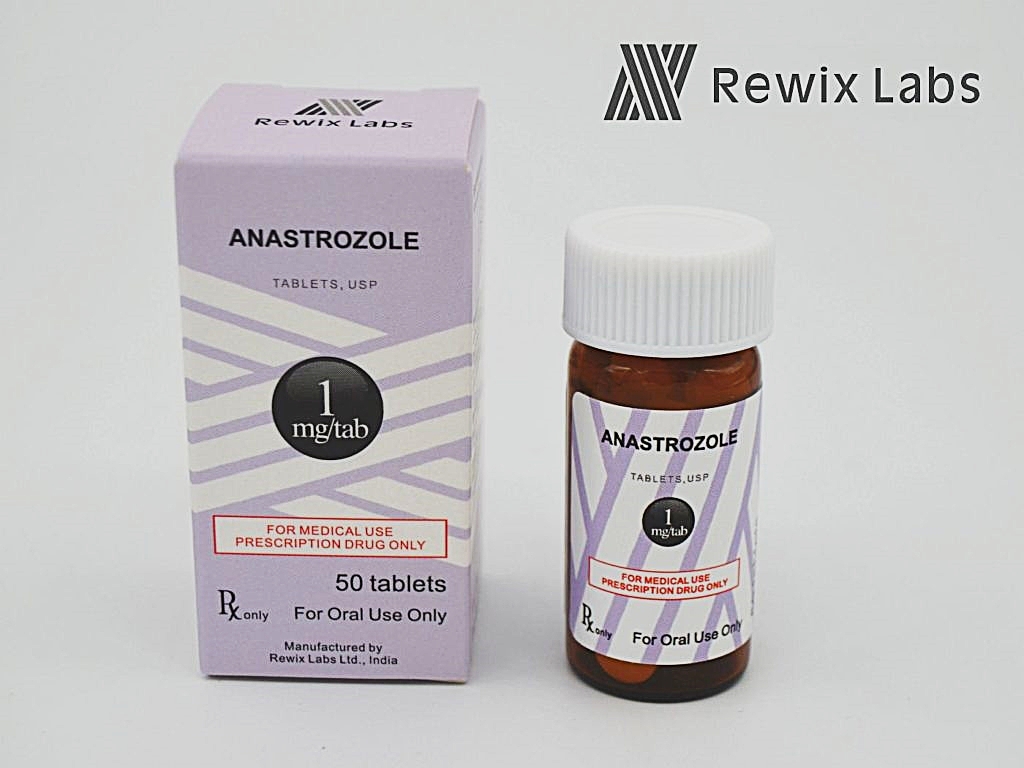 Rewix Labs
Rewix Labs
ANASTROZOLE
TABLETS, USP
1
mg/tab
FOR MEDICAL USE
PRESCRIPTION DRUG ONLY
50 tablets
Rx only
For Oral Use Only
Manufactured by
Rewix Labs Ltd., India
ANASTROZOLE
TABLETS, USP
1
mg/tab
FOR MEDICAL USE
PRESCRIPTION DRUG ONLY
Rx only
For Oral Use Only